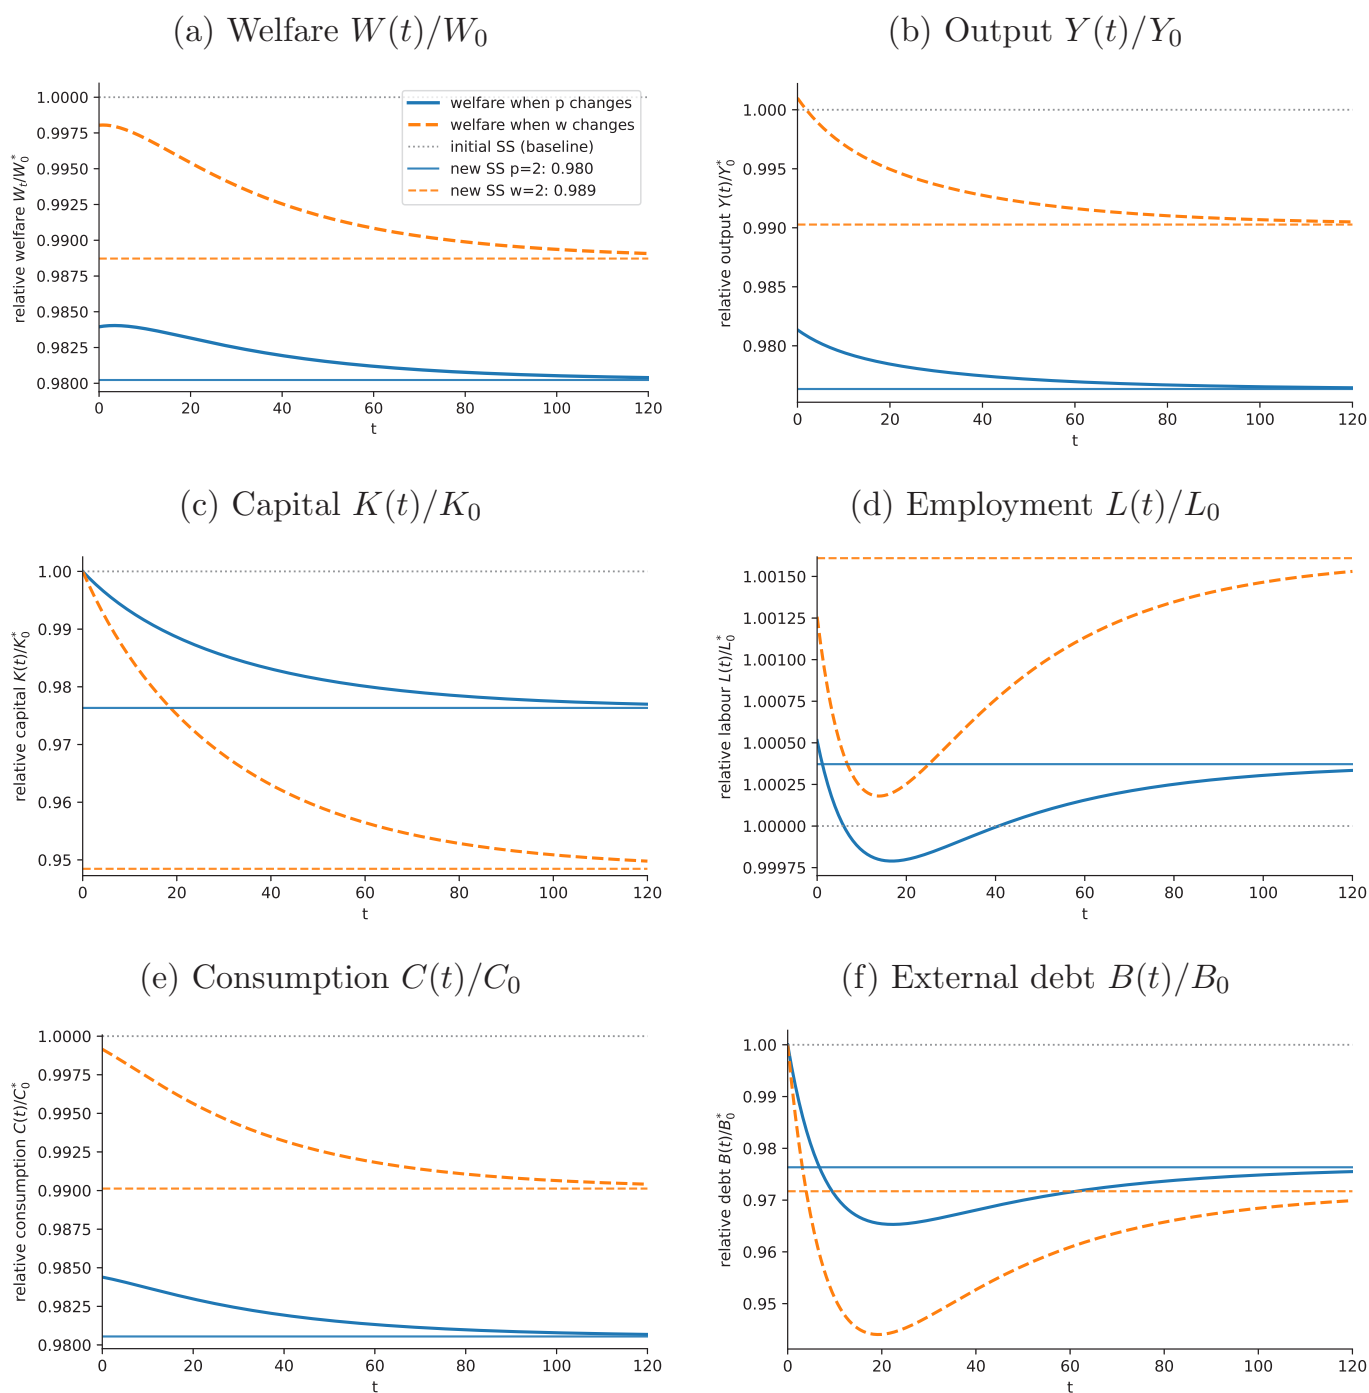 (a) Welfare W(t)/W₀
(b) Output Y(t)/Y₀
relative welfare Wₜ/W₀*
1.0000
0.9975
0.9950
0.9925
0.9900
0.9875
0.9850
0.9825
0.9800
welfare when p changes
welfare when w changes
initial SS (baseline)
new SS p=2: 0.980
new SS w=2: 0.989
0 20 40 60 80 100 120
t
relative output Y(t)/Y₀*
1.000
0.995
0.990
0.985
0.980
0 20 40 60 80 100 120
t
(c) Capital K(t)/K₀
(d) Employment L(t)/L₀
relative capital K(t)/K₀*
1.00
0.99
0.98
0.97
0.96
0.95
0 20 40 60 80 100 120
t
relative labour L(t)/L₀*
1.00150
1.00125
1.00100
1.00075
1.00050
1.00025
1.00000
0.99975
0 20 40 60 80 100 120
t
(e) Consumption C(t)/C₀
(f) External debt B(t)/B₀
relative consumption C(t)/C₀*
1.0000
0.9975
0.9950
0.9925
0.9900
0.9875
0.9850
0.9825
0.9800
0 20 40 60 80 100 120
t
relative debt B(t)/B₀*
1.00
0.99
0.98
0.97
0.96
0.95
0 20 40 60 80 100 120
t